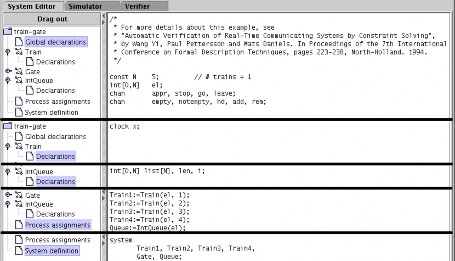 System Editor Simulator Verifier
Drag out
train-gate
Global declarations
Train
Declarations
Gate
IntQueue
Declarations
Process assignments
System definition
/*
* For more details about this example, see
* "Automatic Verification of Real-Time Communicating Systems by Constraint Solving",
* by Wang Yi, Paul Pettersson and Mats Daniels. In Proceedings of the 7th International
* Conference on Formal Description Techniques, pages 223-238, North-Holland. 1994.
*/
const N 5; // # trains + 1
int[0,N] el;
chan appr, stop, go, leave;
chan empty, notempty, hd, add, rem;
train-gate
Global declarations
Train
Declarations
clock x;
IntQueue
Declarations
int[0,N] list[N], len, i;
Gate
IntQueue
Declarations
Process assignments
Train1:=Train(el, 1);
Train2:=Train(el, 2);
Train3:=Train(el, 3);
Train4:=Train(el, 4);
Queue:=IntQueue(el);
Process assignments
System definition
system
Train1, Train2, Train3, Train4,
Gate, Queue;